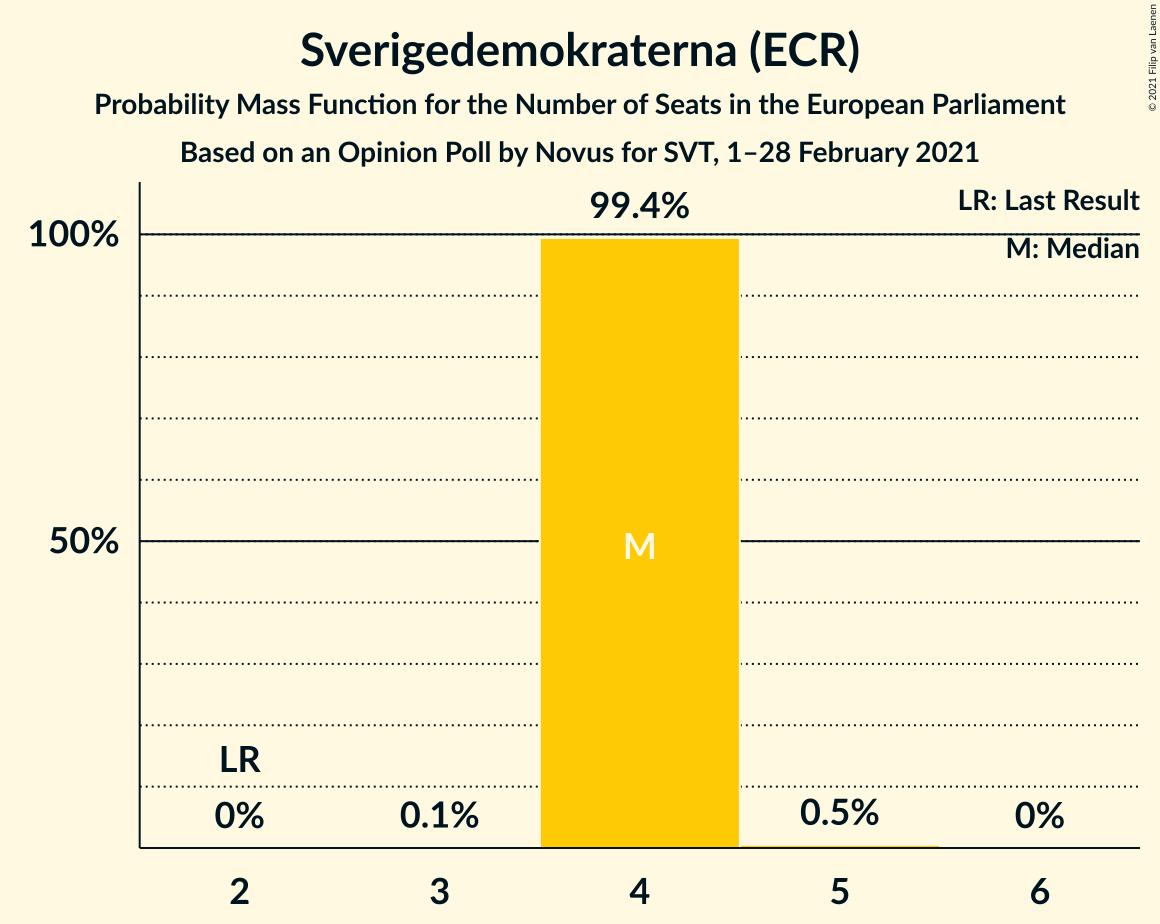 Sverigedemokraterna (ECR)
Probability Mass Function for the Number of Seats in the European Parliament
Based on an Opinion Poll by Novus for SVT, 1–28 February 2021
© 2021 Filip van Laenen
LR: Last Result
M: Median
99.4%
100%
50%
M
LR
0%
0.1%
0.5%
0%
2
3
4
5
6